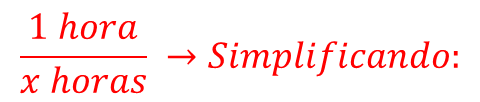 1 hora
x horas → Simplificando: